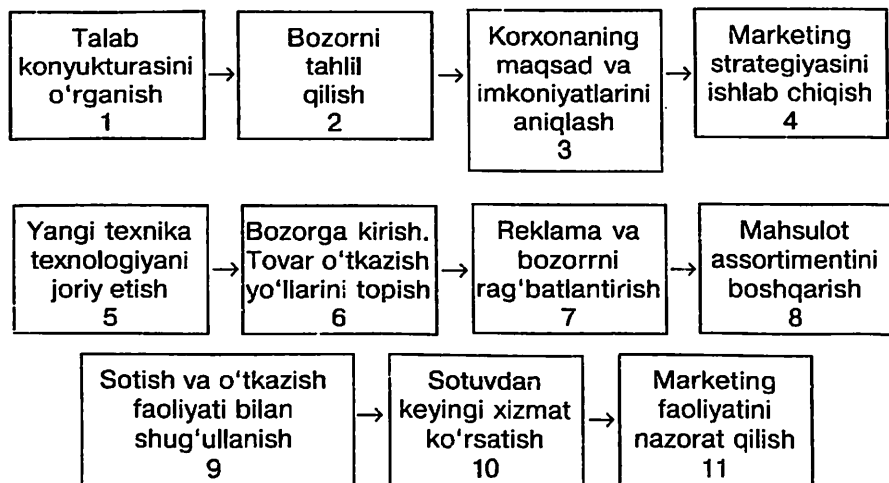 Talab
konyukturasini
o‘rganish
1
Bozorni
tahlil
qilish
2
Korxonaning
maqsad va
imkoniyatlarini
aniqlash
3
Marketing
strategiyasini
ishlab chiqish
4
Yangi texnika
texnologiyani
joriy etish
5
Bozorga kirish.
Tovar o‘tkazish
yo‘llarini topish
6
Reklama va
bozorrni
rag‘batlantirish
7
Mahsulot
assortimentini
boshqarish
8
Sotish va o‘tkazish
faoliyati bilan
shug‘ullanish
9
Sotuvdan
keyingi xizmat
ko‘rsatish
10
Marketing
faoliyatini
nazorat qilish
11